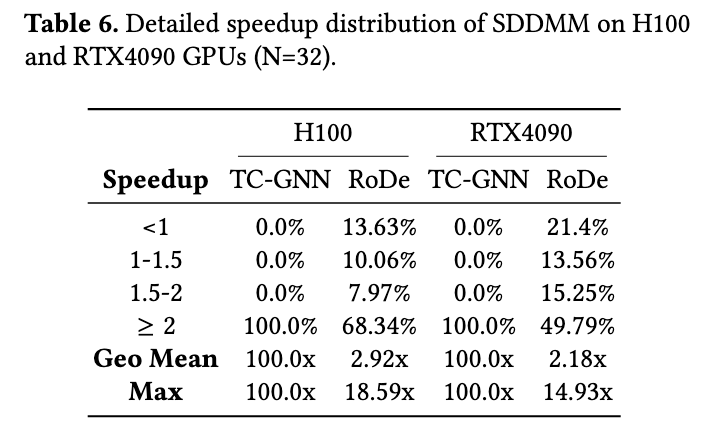 Table 6. Detailed speedup distribution of SDDMM on H100
and RTX4090 GPUs (N=32).
H100 RTX4090
Speedup TC-GNN RoDe TC-GNN RoDe
<1 0.0% 13.63% 0.0% 21.4%
1-1.5 0.0% 10.06% 0.0% 13.56%
1.5-2 0.0% 7.97% 0.0% 15.25%
≥ 2 100.0% 68.34% 100.0% 49.79%
Geo Mean 100.0x 2.92x 100.0x 2.18x
Max 100.0x 18.59x 100.0x 14.93x